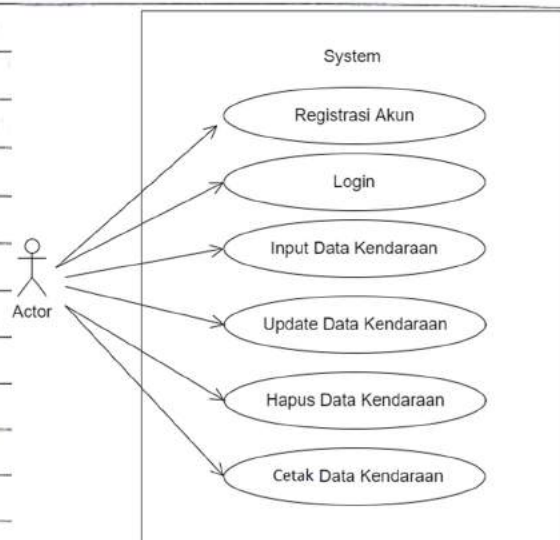 System
Registrasi Akun
Login
Input Data Kendaraan
Update Data Kendaraan
Actor
Hapus Data Kendaraan
Cetak Data Kendaraan